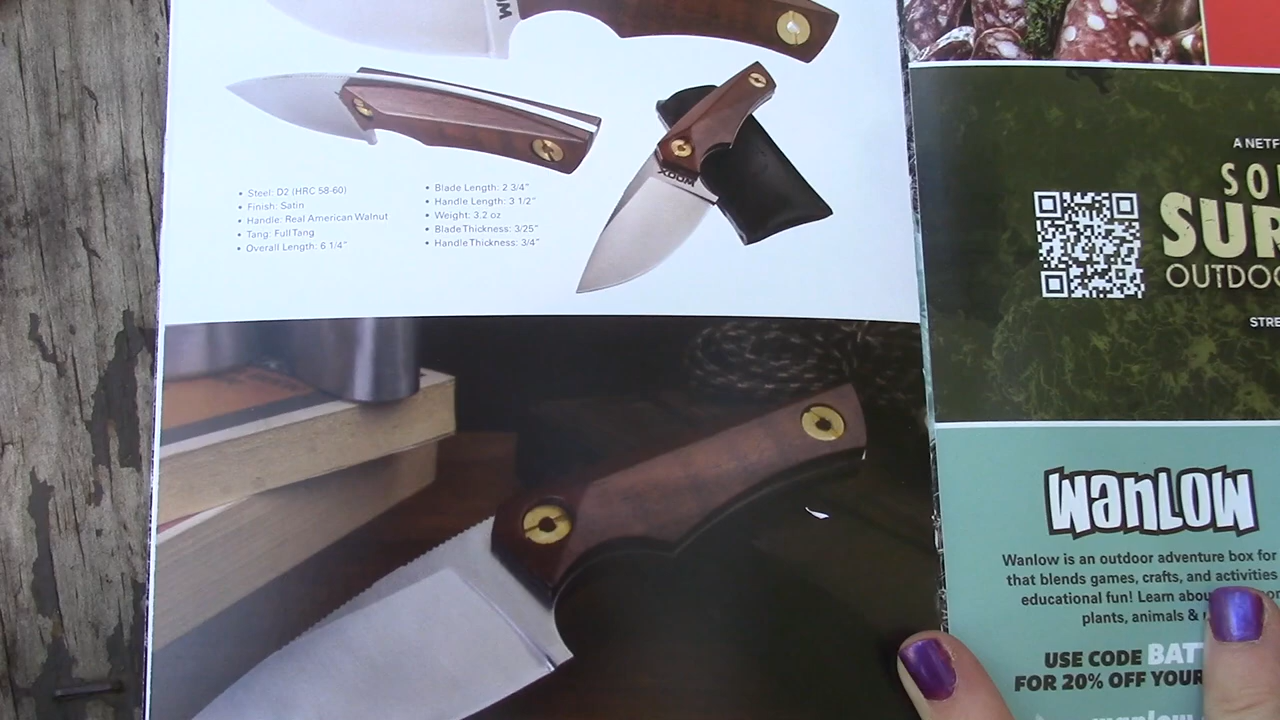 • Steel: D2 (HRC 58-60)
• Finish: Satin
• Handle: Real American Walnut
• Tang: Full Tang
• Overall Length: 6 1/4"
• Blade Length: 2 3/4"
• Handle Length: 3 1/2"
• Weight: 3.2 oz
• Blade Thickness: 3/25"
• Handle Thickness: 3/4"
XOOM
A NETF
SO
SUR
OUTDOO
STRE
WanLOW
Wanlow is an outdoor adventure box for
that blends games, crafts, and activities
educational fun! Learn abou
plants, animals &
USE CODE BAT
FOR 20% OFF YOUR
wanlow